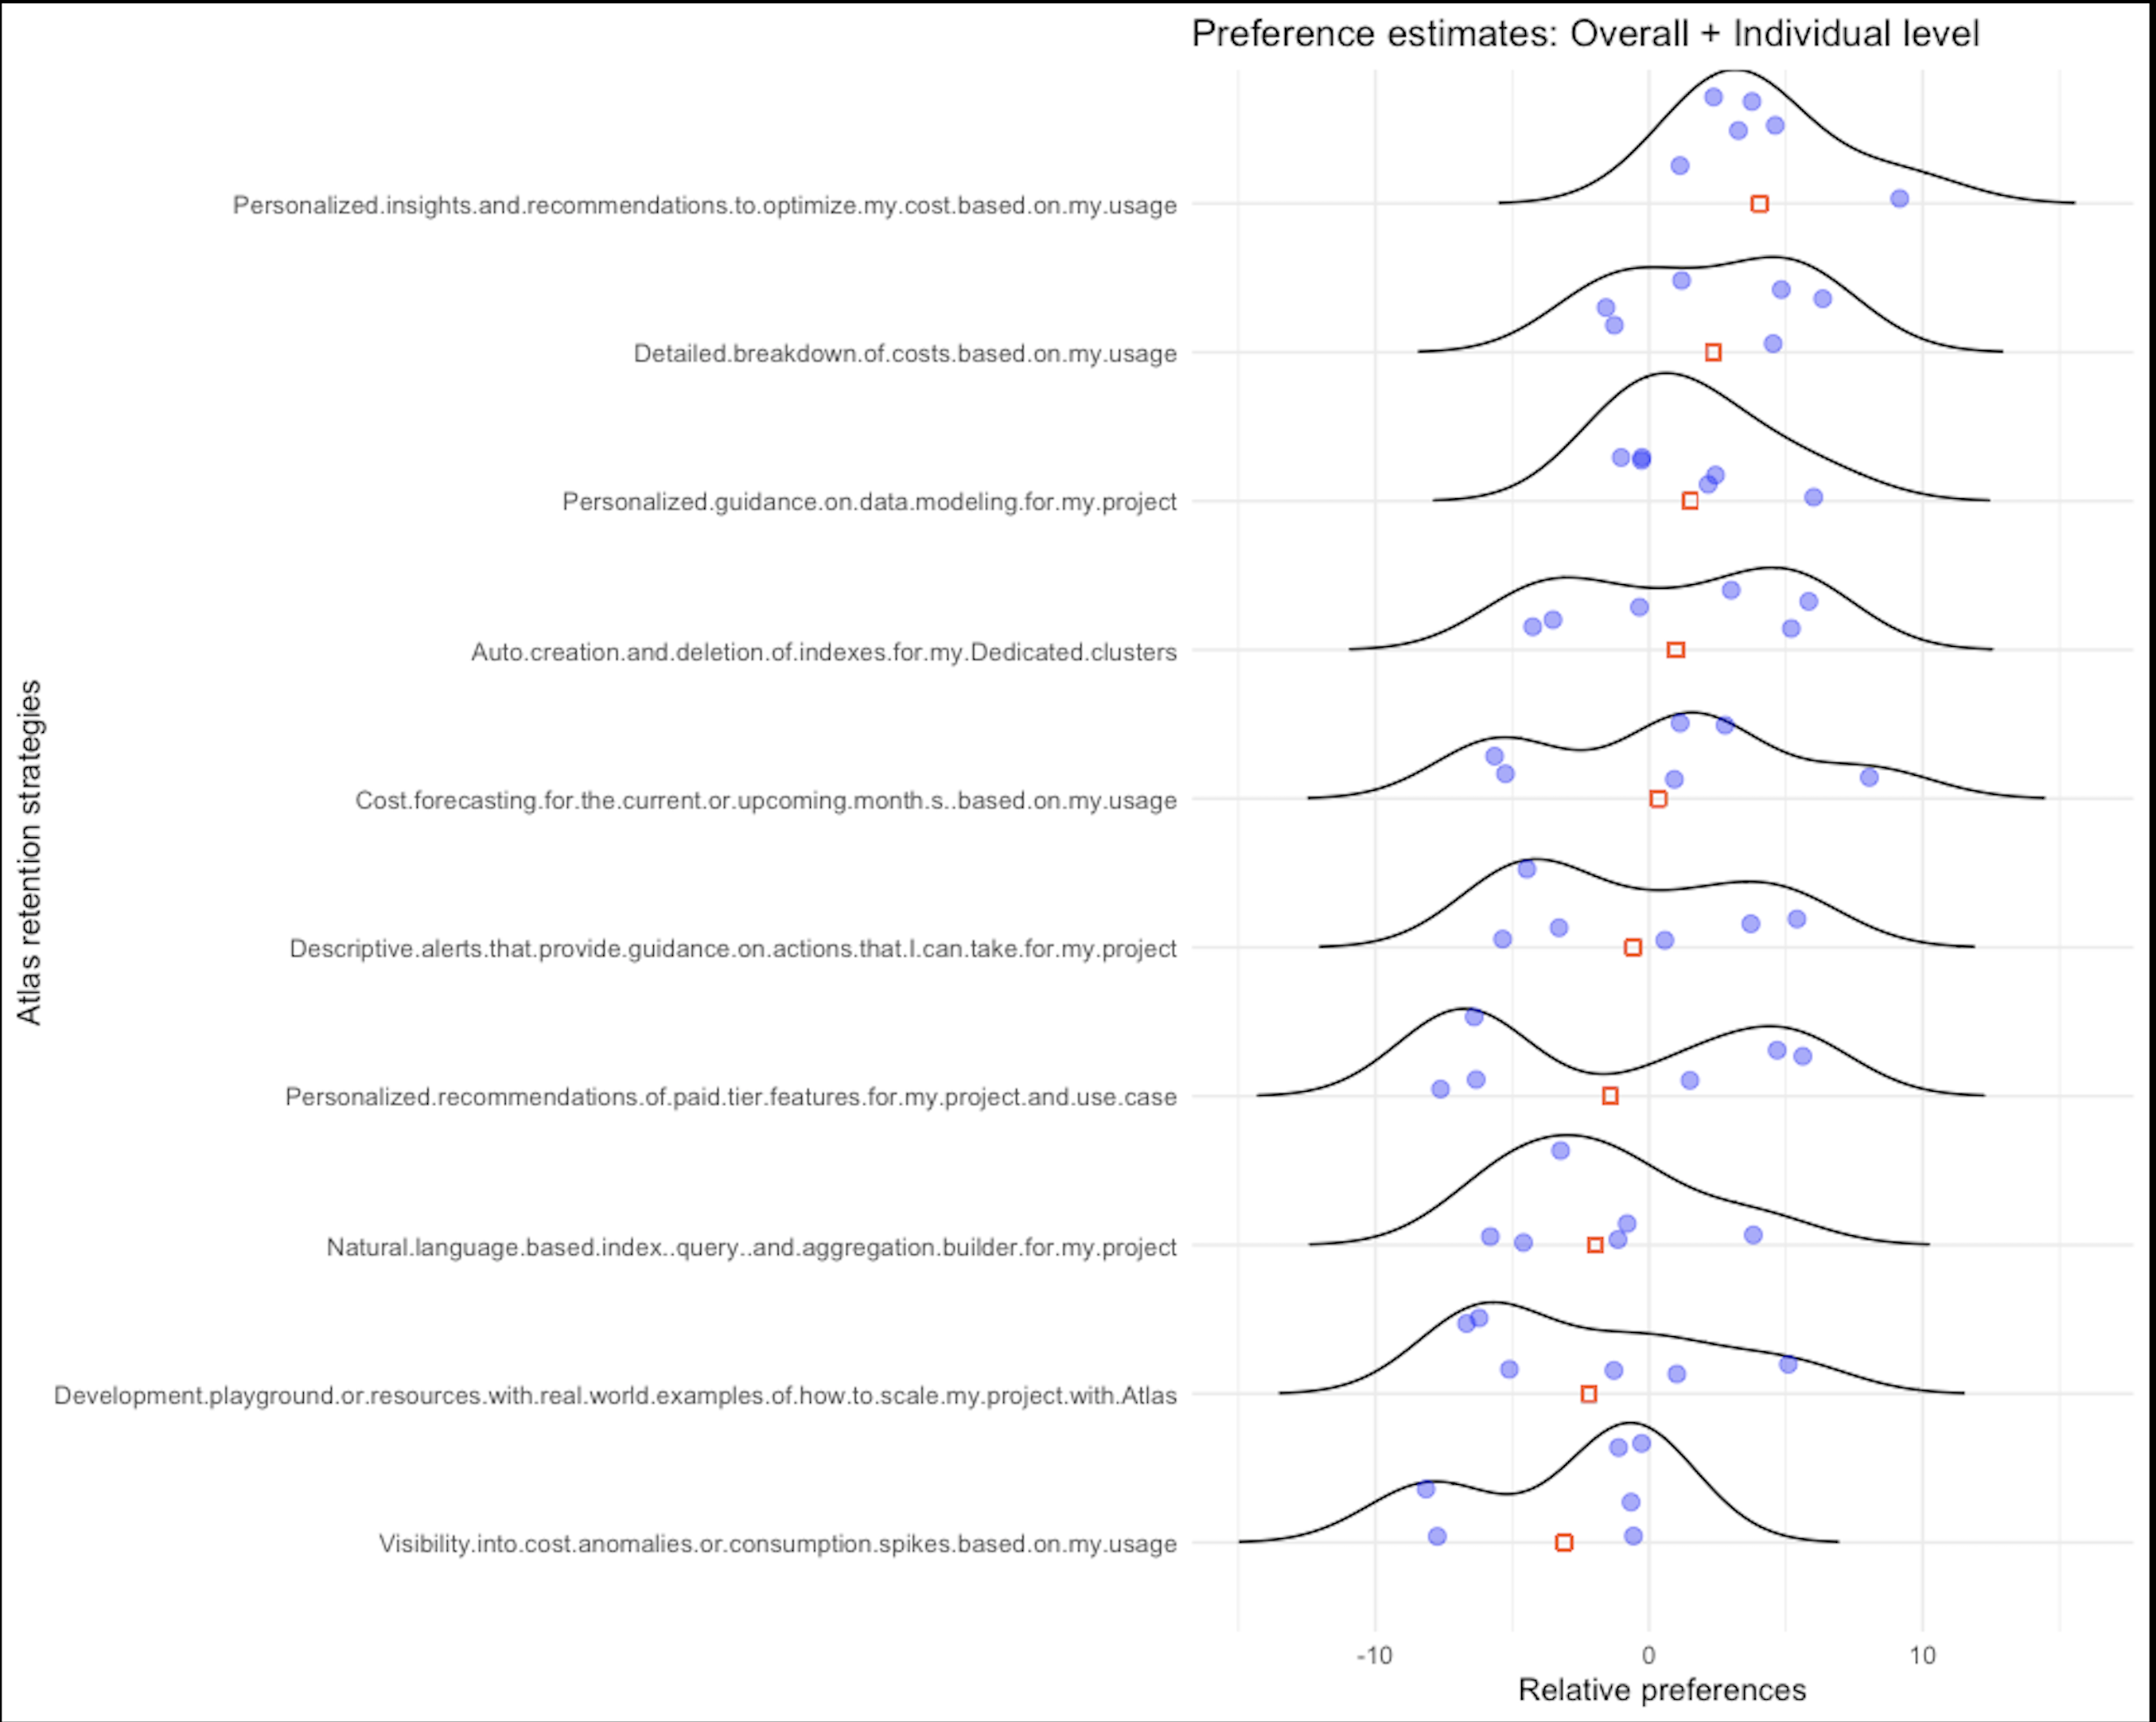 Preference estimates: Overall + Individual level
Atlas retention strategies
Personalized.insights.and.recommendations.to.optimize.my.cost.based.on.my.usage
Detailed.breakdown.of.costs.based.on.my.usage
Personalized.guidance.on.data.modeling.for.my.project
Auto.creation.and.deletion.of.indexes.for.my.Dedicated.clusters
Cost.forecasting.for.the.current.or.upcoming.month.s..based.on.my.usage
Descriptive.alerts.that.provide.guidance.on.actions.that.I.can.take.for.my.project
Personalized.recommendations.of.paid.tier.features.for.my.project.and.use.case
Natural.language.based.index..query..and.aggregation.builder.for.my.project
Development.playground.or.resources.with.real.world.examples.of.how.to.scale.my.project.with.Atlas
Visibility.into.cost.anomalies.or.consumption.spikes.based.on.my.usage
-10 0 10
Relative preferences